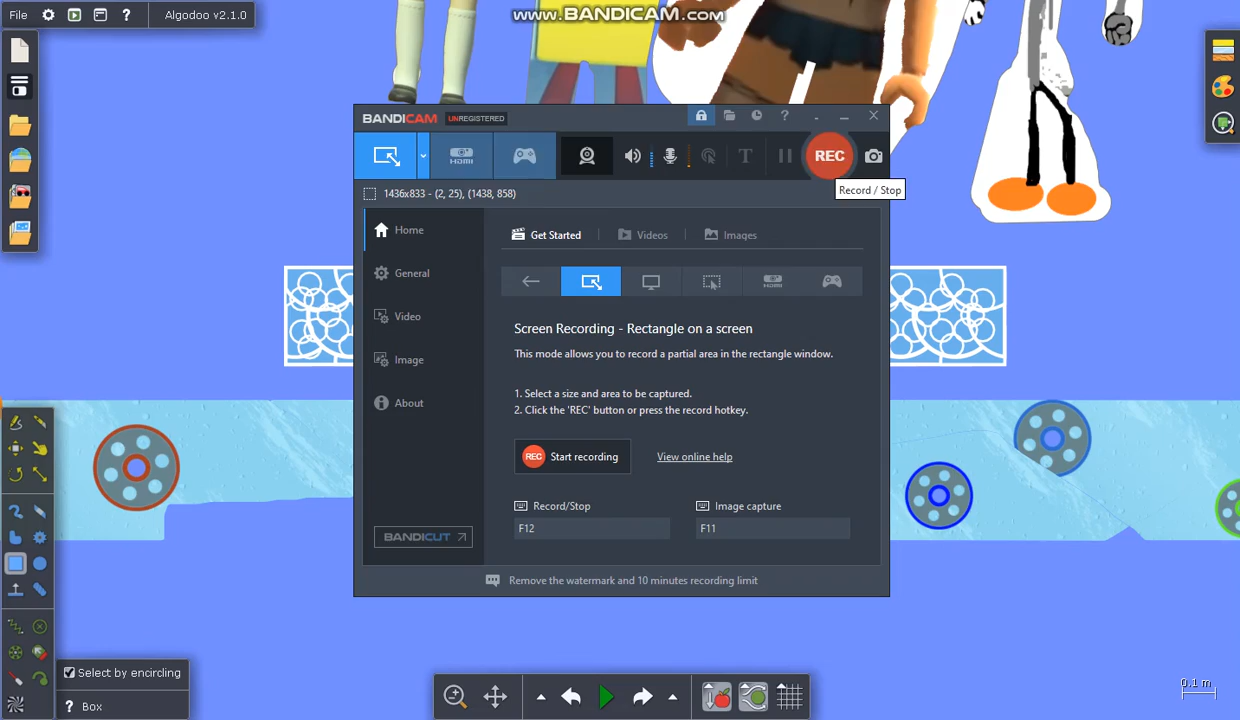 File
?
Algodoo v2.1.0
www.BANDICAM.com
BANDICAM UNREGISTERED
?
HDMI
T
REC
Record / Stop
1436x833 - (2, 25), (1438, 858)
Home
General
Video
Image
About
BANDICUT
Get Started
Videos
Images
HDMI
Screen Recording - Rectangle on a screen
This mode allows you to record a partial area in the rectangle window.
1. Select a size and area to be captured.
2. Click the 'REC' button or press the record hotkey.
REC Start recording
View online help
Record/Stop
Image capture
F12
F11
Remove the watermark and 10 minutes recording limit
Select by encircling
? Box
0.1 m